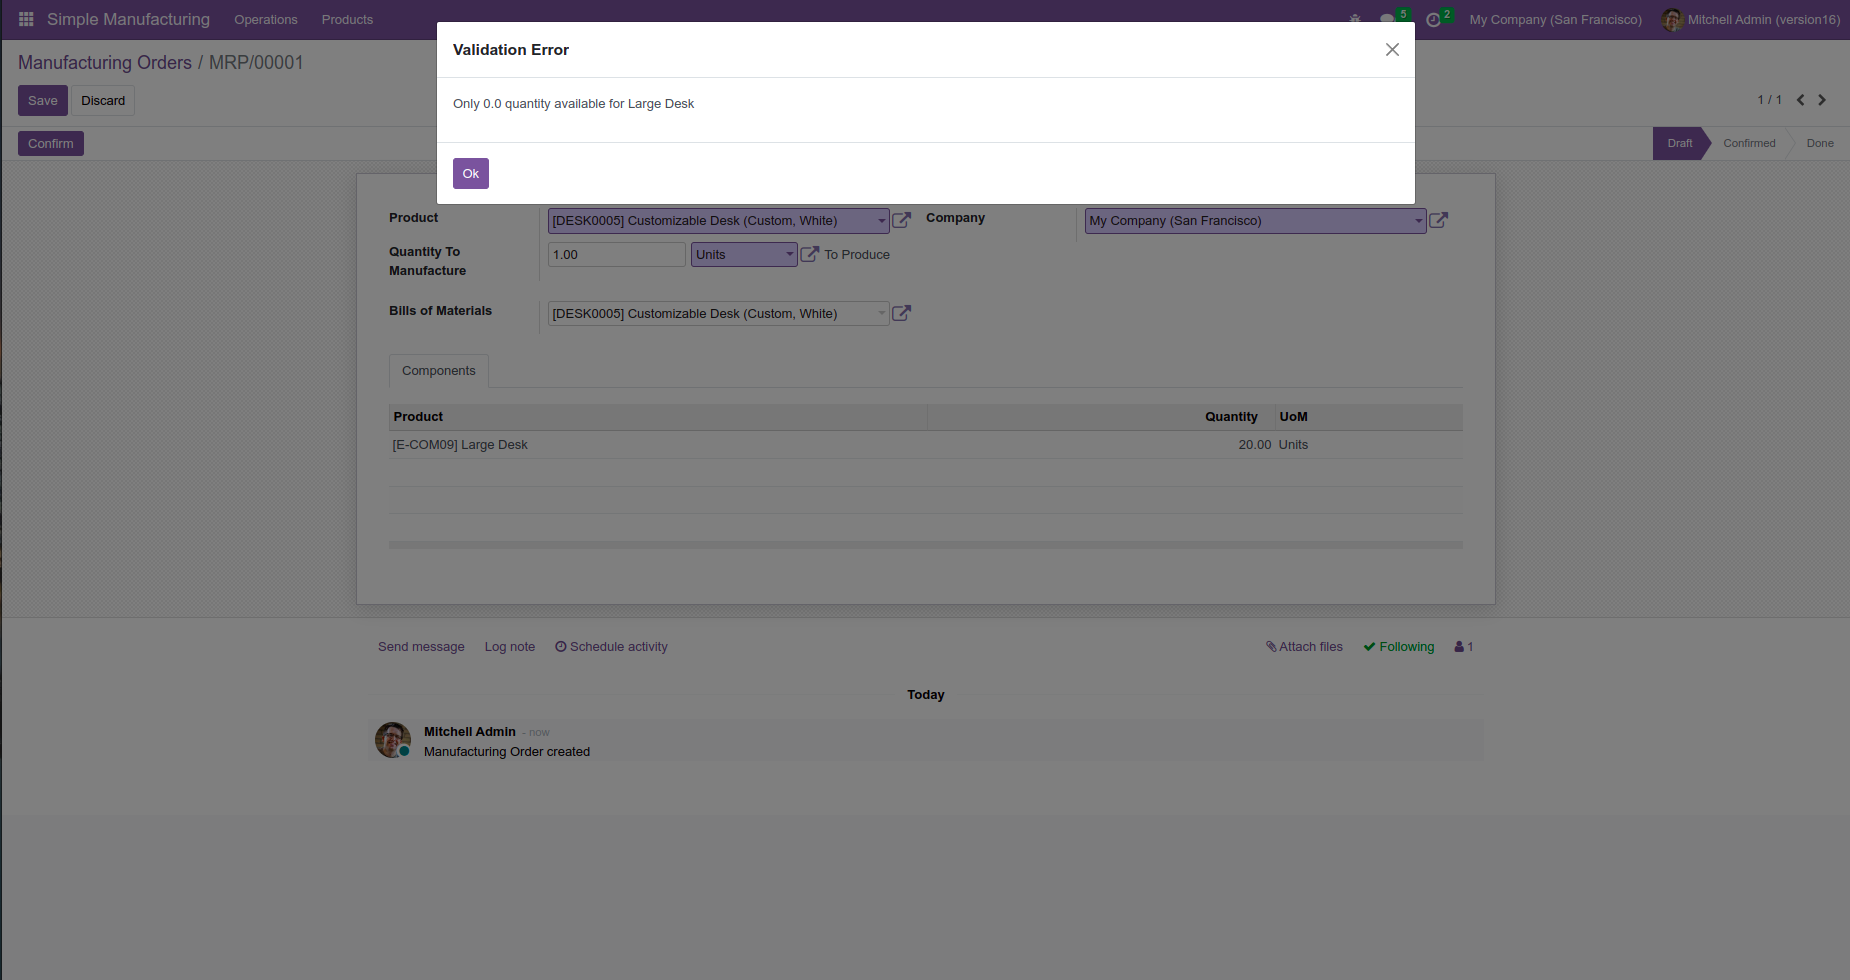 Simple Manufacturing Operations Products 5 2 My Company (San Francisco) Mitchell Admin (version16)
Validation Error
Only 0.0 quantity available for Large Desk
Ok
Manufacturing Orders / MRP/00001
Save Discard 1 / 1
Confirm Draft Confirmed Done
Product [DESK0005] Customizable Desk (Custom, White) Company My Company (San Francisco)
Quantity To Manufacture 1.00 Units To Produce
Bills of Materials [DESK0005] Customizable Desk (Custom, White)
Components
Product Quantity UoM
[E-COM09] Large Desk 20.00 Units
Send message Log note Schedule activity Attach files Following 1
Today
Mitchell Admin - now
Manufacturing Order created